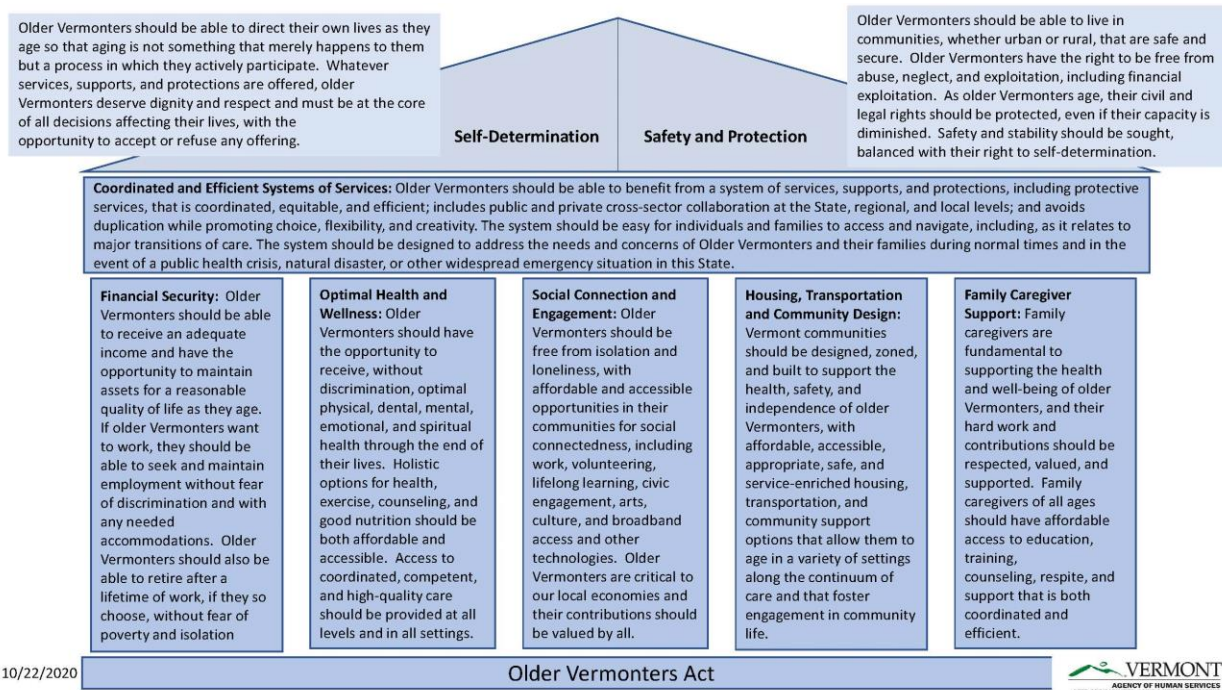 Older Vermonters should be able to direct their own lives as they
age so that aging is not something that merely happens to them
but a process in which they actively participate. Whatever
services, supports, and protections are offered, older
Vermonters deserve dignity and respect and must be at the core
of all decisions affecting their lives, with the
opportunity to accept or refuse any offering.
Self-Determination
Safety and Protection
Older Vermonters should be able to live in
communities, whether urban or rural, that are safe and
secure. Older Vermonters have the right to be free from
abuse, neglect, and exploitation, including financial
exploitation. As older Vermonters age, their civil and
legal rights should be protected, even if their capacity is
diminished. Safety and stability should be sought,
balanced with their right to self-determination.
Coordinated and Efficient Systems of Services: Older Vermonters should be able to benefit from a system of services, supports, and protections, including protective
services, that is coordinated, equitable, and efficient; includes public and private cross-sector collaboration at the State, regional, and local levels; and avoids
duplication while promoting choice, flexibility, and creativity. The system should be easy for individuals and families to access and navigate, including, as it relates to
major transitions of care. The system should be designed to address the needs and concerns of Older Vermonters and their families during normal times and in the
event of a public health crisis, natural disaster, or other widespread emergency situation in this State.
Financial Security: Older
Vermonters should be able
to receive an adequate
income and have the
opportunity to maintain
assets for a reasonable
quality of life as they age.
If older Vermonters want
to work, they should be
able to seek and maintain
employment without fear
of discrimination and with
any needed
accommodations. Older
Vermonters should also be
able to retire after a
lifetime of work, if they so
choose, without fear of
poverty and isolation
Optimal Health and
Wellness: Older
Vermonters should have
the opportunity to
receive, without
discrimination, optimal
physical, dental, mental,
emotional, and spiritual
health through the end of
their lives. Holistic
options for health,
exercise, counseling, and
good nutrition should be
both affordable and
accessible. Access to
coordinated, competent,
and high-quality care
should be provided at all
levels and in all settings.
Social Connection and
Engagement: Older
Vermonters should be
free from isolation and
loneliness, with
affordable and accessible
opportunities in their
communities for social
connectedness, including
work, volunteering,
lifelong learning, civic
engagement, arts,
culture, and broadband
access and other
technologies. Older
Vermonters are critical to
our local economies and
their contributions should
be valued by all.
Housing, Transportation
and Community Design:
Vermont communities
should be designed, zoned,
and built to support the
health, safety, and
independence of older
Vermonters, with
affordable, accessible,
appropriate, safe, and
service-enriched housing,
transportation, and
community support
options that allow them to
age in a variety of settings
along the continuum of
care and that foster
engagement in community
life.
Family Caregiver
Support: Family
caregivers are
fundamental to
supporting the health
and well-being of older
Vermonters, and their
hard work and
contributions should be
respected, valued, and
supported. Family
caregivers of all ages
should have affordable
access to education,
training,
counseling, respite, and
support that is both
coordinated and
efficient.
10/22/2020
Older Vermonters Act
VERMONT
AGENCY OF HUMAN SERVICES